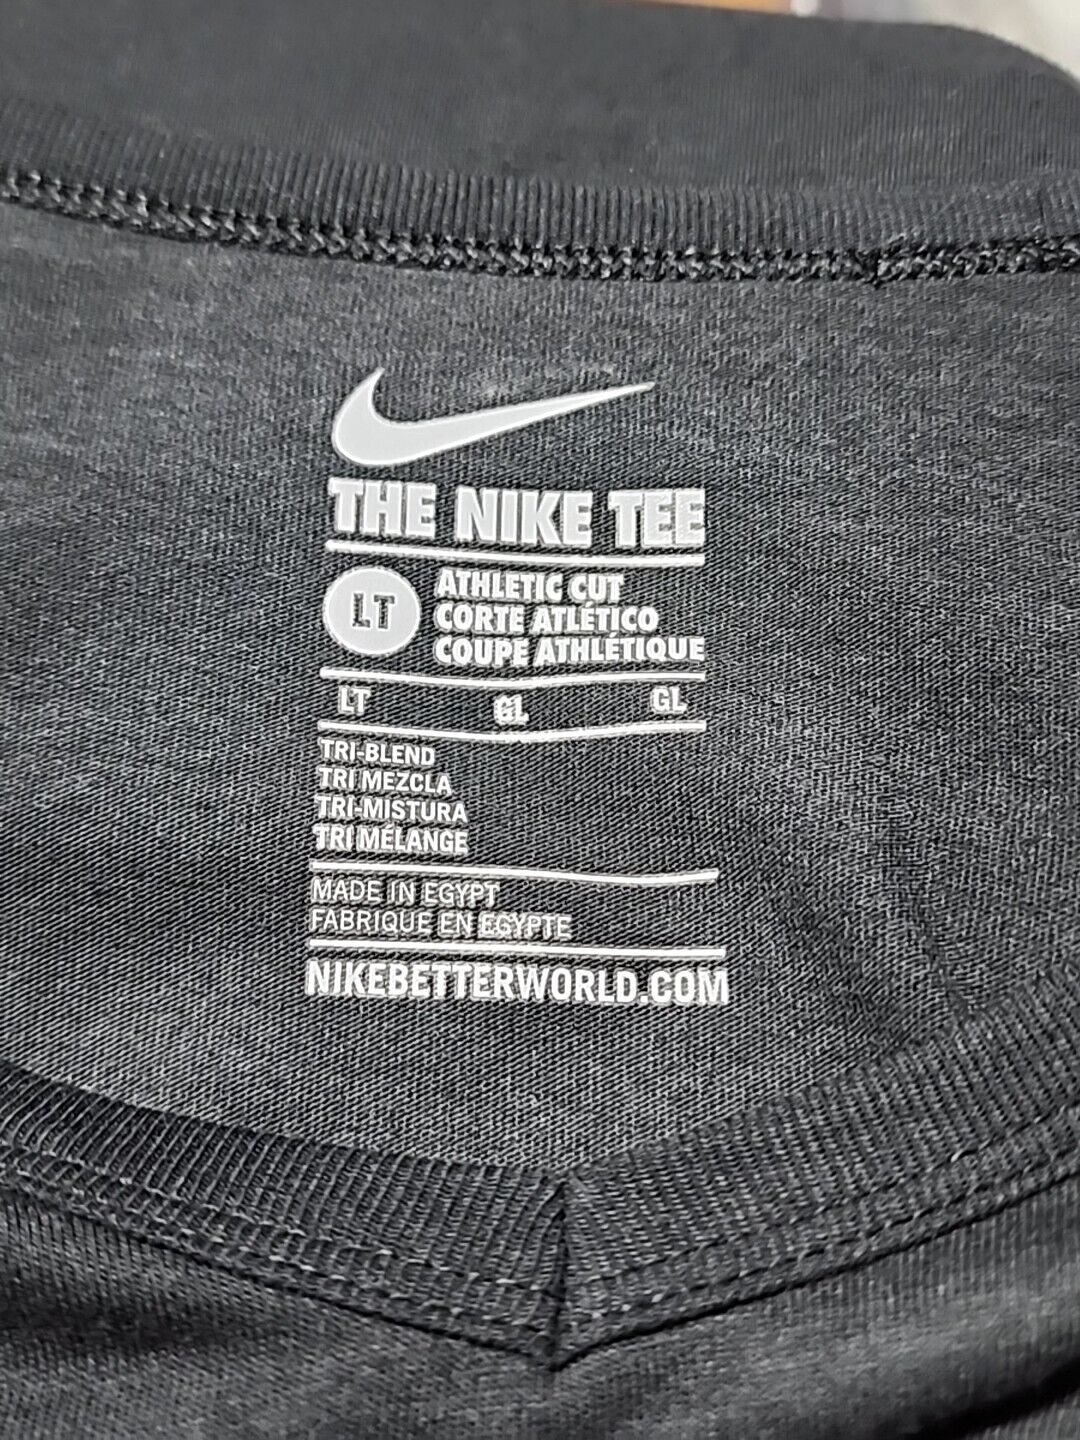 THE NIKE TEE
LT
ATHLETIC CUT
CORTE ATLÉTICO
COUPE ATHLÉTIQUE
LT GL GL
TRI-BLEND
TRI MEZCLA
TRI-MISTURA
TRI MÉLANGE
MADE IN EGYPT
FABRIQUE EN EGYPTE
NIKEBETTERWORLD.COM